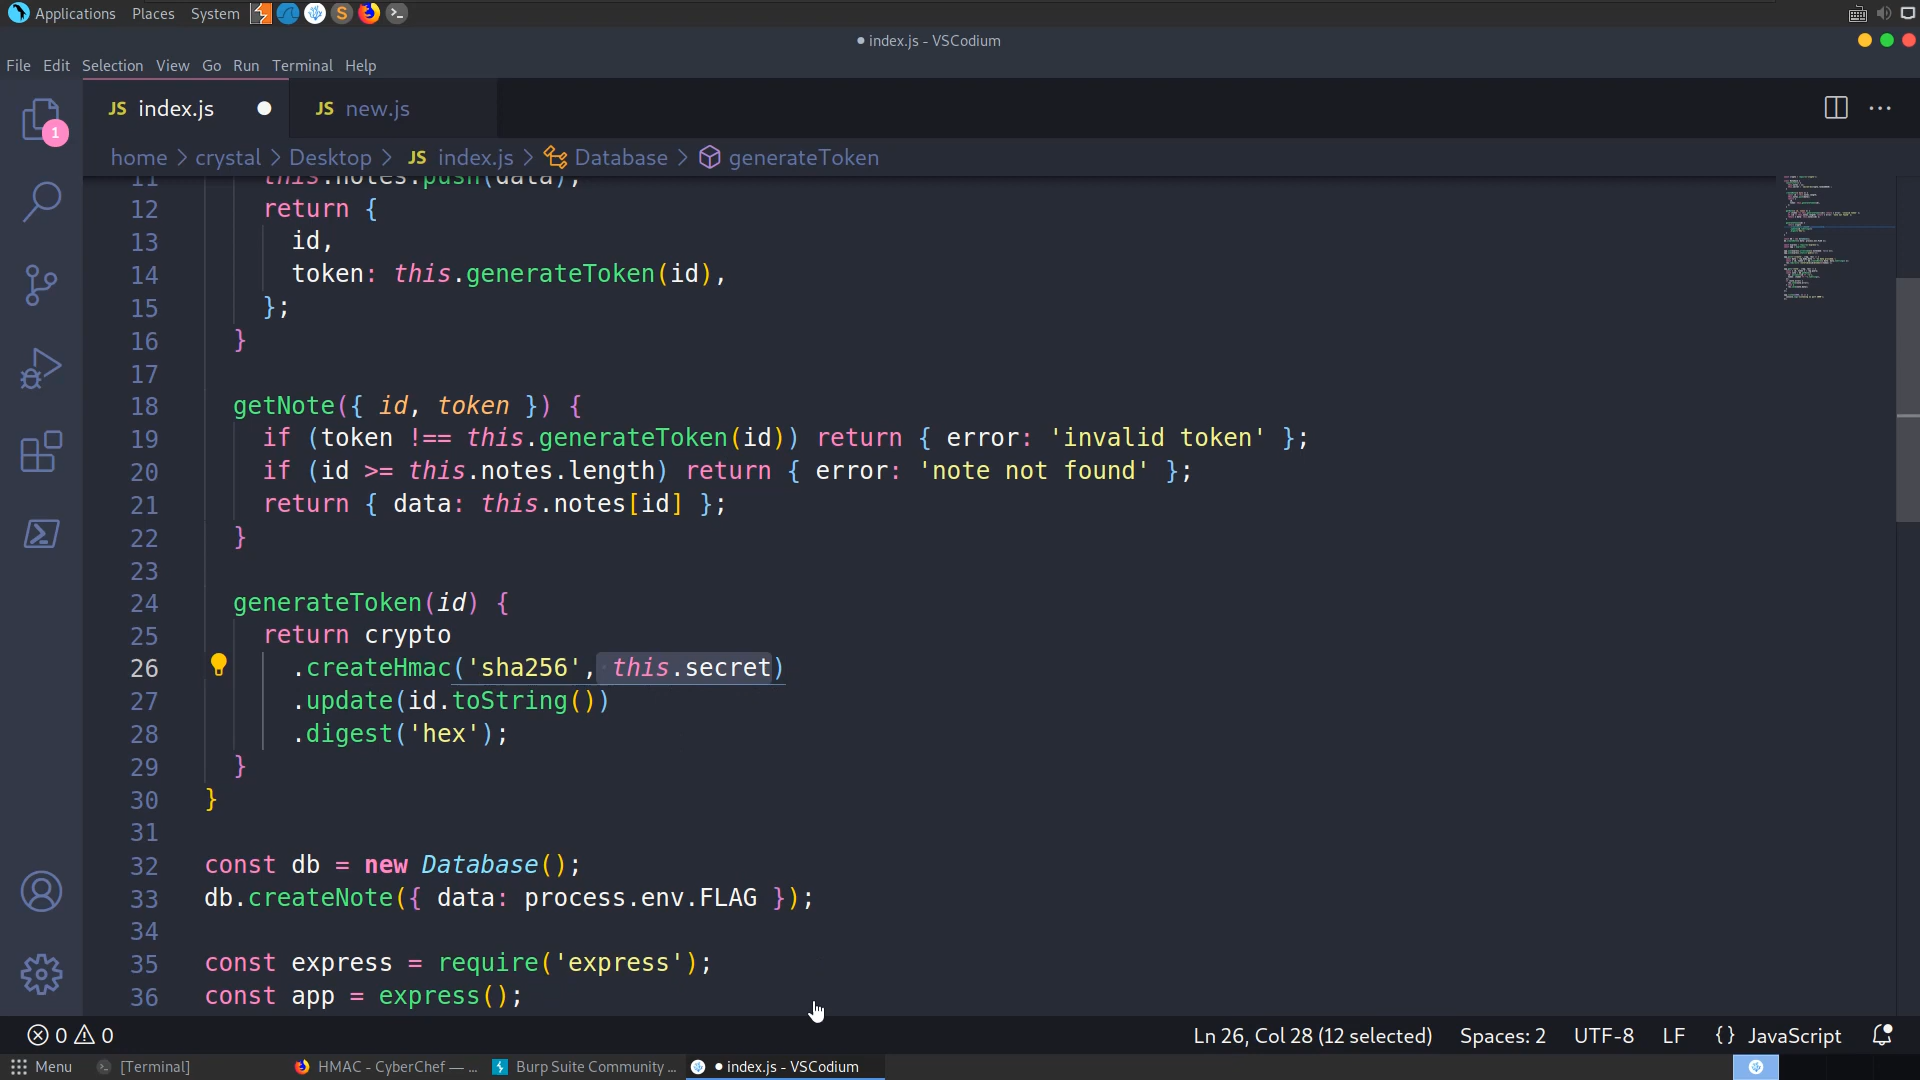 Applications Places System
index.js - VSCodium
File Edit Selection View Go Run Terminal Help
JS index.js JS new.js
home > crystal > Desktop > JS index.js > Database > generateToken
11 this.notes.push(data);
12 return {
13 id,
14 token: this.generateToken(id),
15 };
16 }
17
18 getNote({ id, token }) {
19 if (token !== this.generateToken(id)) return { error: 'invalid token' };
20 if (id >= this.notes.length) return { error: 'note not found' };
21 return { data: this.notes[id] };
22 }
23
24 generateToken(id) {
25 return crypto
26 .createHmac('sha256', this.secret)
27 .update(id.toString())
28 .digest('hex');
29 }
30 }
31
32 const db = new Database();
33 db.createNote({ data: process.env.FLAG });
34
35 const express = require('express');
36 const app = express();
1
0 0 Ln 26, Col 28 (12 selected) Spaces: 2 UTF-8 LF {} JavaScript
Menu [Terminal] HMAC - CyberChef — ... Burp Suite Community ... index.js - VSCodium